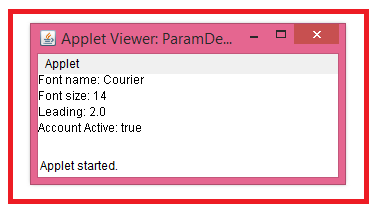 Applet Viewer: ParamDe...
Applet
Font name: Courier
Font size: 14
Leading: 2.0
Account Active: true
Applet started.